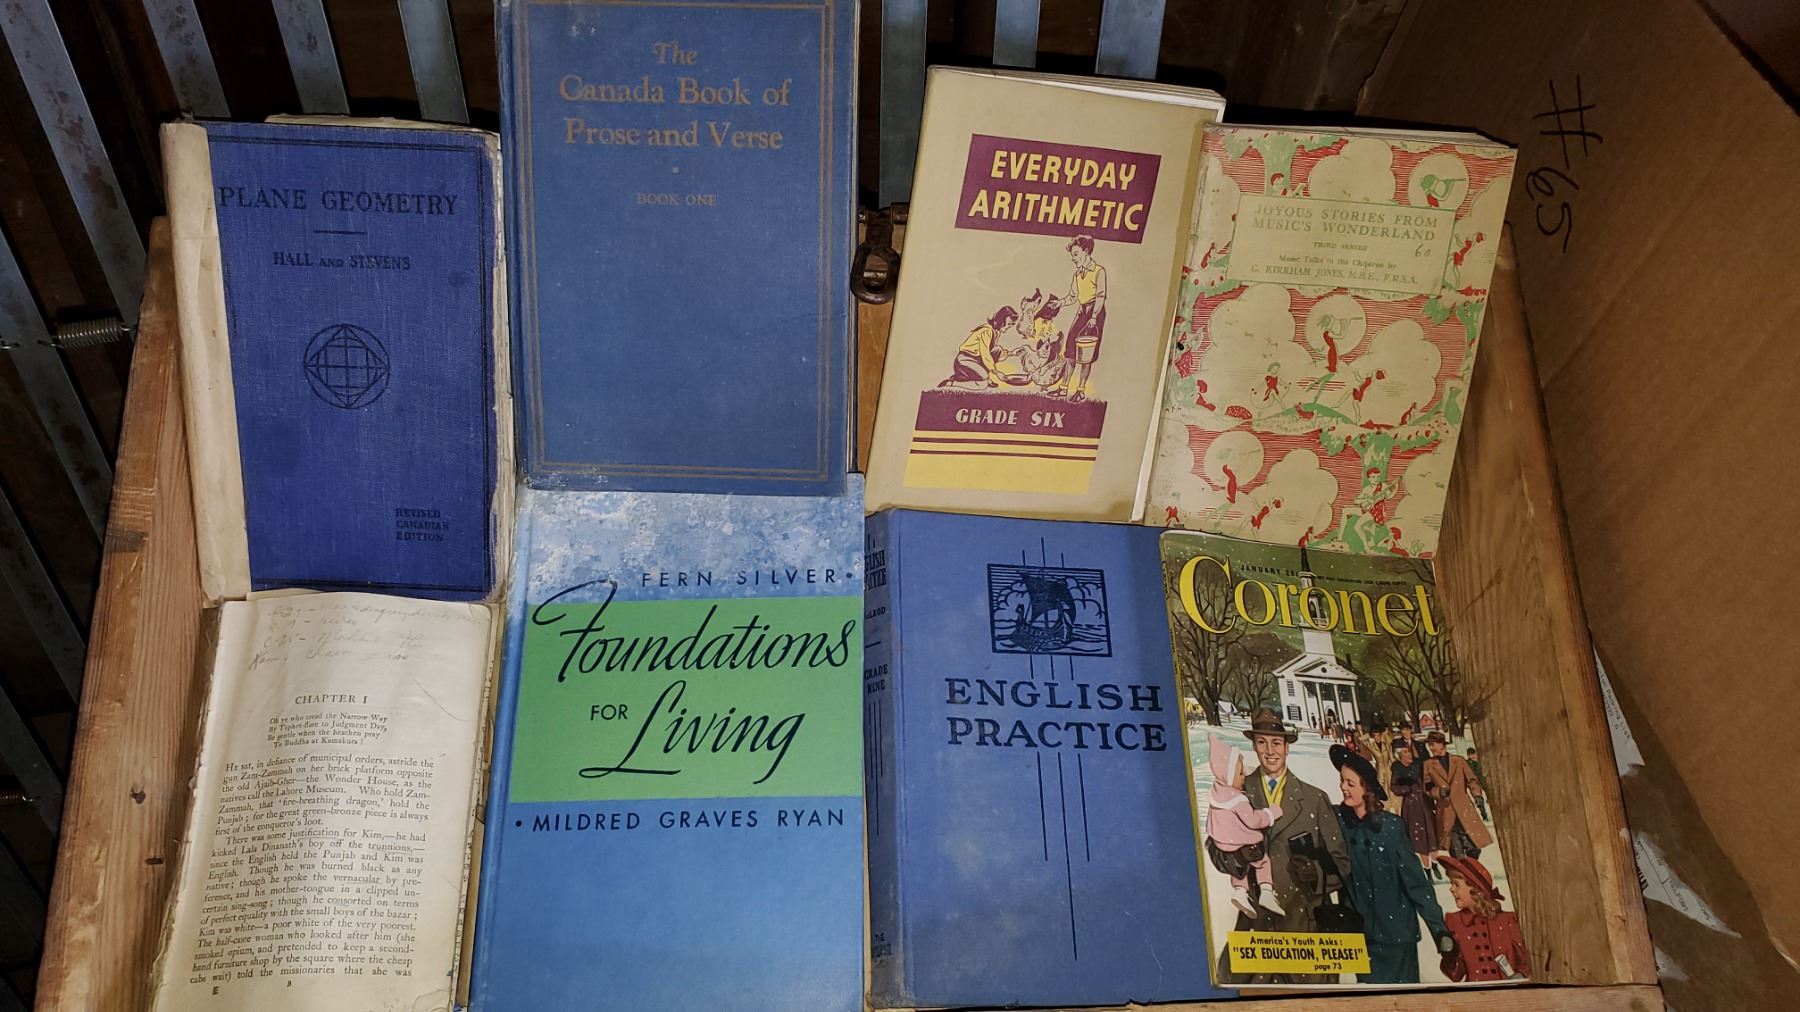 PLANE GEOMETRY
HALL AND STEVENS
REVISED
CANADIAN
EDITION
The
Canada Book of
Prose and Verse
BOOK ONE
EVERYDAY
ARITHMETIC
GRADE SIX
JOYOUS STORIES FROM
MUSIC'S WONDERLAND
THIRD SERIES
60
Music Talks to the Children by
G. KIRKHAM JONES, M.B.E., F.R.S.A.
#65
CHAPTER I
Oh ye who tread the Narrow Way
By Tophet-flare to Judgment Day,
Be gentle when the heathen pray
To Buddha at Kamakura!
HE sat, in defiance of municipal orders, astride the
gun Zam-Zammah on her brick platform opposite
the old Ajaib-Gher—the Wonder House, as the
natives call the Lahore Museum. Who hold Zam-
Zammah, that 'fire-breathing dragon,' hold the
Punjab; for the great green-bronze piece is always
first of the conqueror's loot.
There was some justification for Kim,—he had
kicked Lala Dinanath's boy off the trunnions,—
since the English held the Punjab and Kim was
English. Though he was burned black as any
native; though he spoke the vernacular by pre-
ference, and his mother-tongue in a clipped un-
certain sing-song; though he consorted on terms
of perfect equality with the small boys of the bazar;
Kim was white—a poor white of the very poorest.
The half-caste woman who looked after him (she
smoked opium, and pretended to keep a second-
hand furniture shop by the square where the cheap
cabs wait) told the missionaries that she was
E B
FERN SILVER •
Foundations
FOR Living
• MILDRED GRAVES RYAN
ENGLISH
PRACTICE
McLEOD
GRADE
NINE
ENGLISH
PRACTICE
JANUARY
Coronet
America's Youth Asks:
"SEX EDUCATION, PLEASE!"
page 73